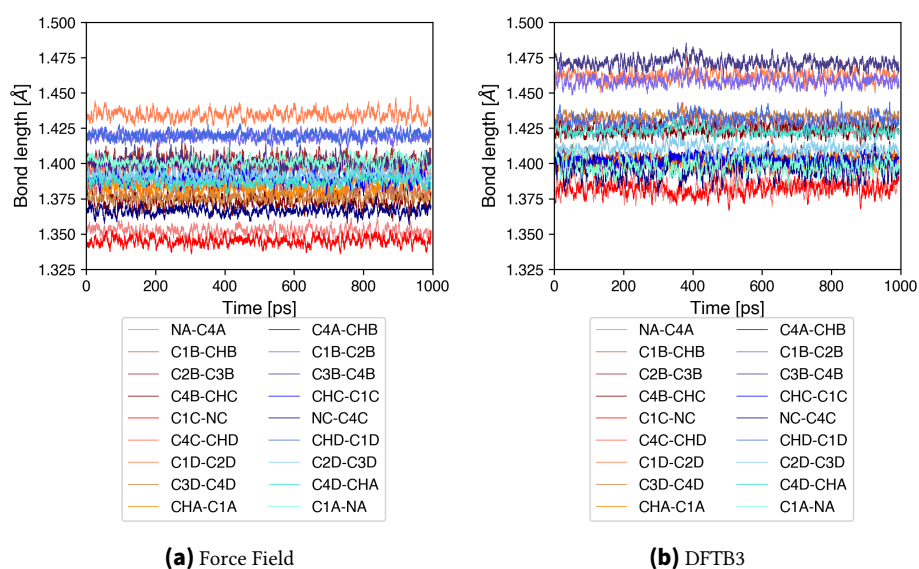 1.500
1.475
1.450
1.425
1.400
1.375
1.350
1.325
Bond length [Å]
0 200 400 600 800 1000
Time [ps]
NA-C4A C4A-CHB
C1B-CHB C1B-C2B
C2B-C3B C3B-C4B
C4B-CHC CHC-C1C
C1C-NC NC-C4C
C4C-CHD CHD-C1D
C1D-C2D C2D-C3D
C3D-C4D C4D-CHA
CHA-C1A C1A-NA
(a) Force Field
1.500
1.475
1.450
1.425
1.400
1.375
1.350
1.325
Bond length [Å]
0 200 400 600 800 1000
Time [ps]
NA-C4A C4A-CHB
C1B-CHB C1B-C2B
C2B-C3B C3B-C4B
C4B-CHC CHC-C1C
C1C-NC NC-C4C
C4C-CHD CHD-C1D
C1D-C2D C2D-C3D
C3D-C4D C4D-CHA
CHA-C1A C1A-NA
(b) DFTB3